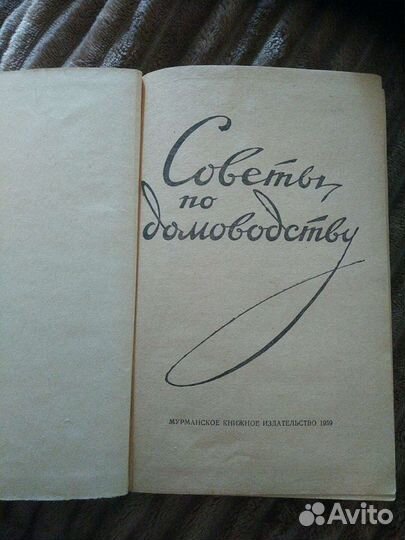 Советы
по
домоводству
МУРМАНСКОЕ КНИЖНОЕ ИЗДАТЕЛЬСТВО 1959
Avito